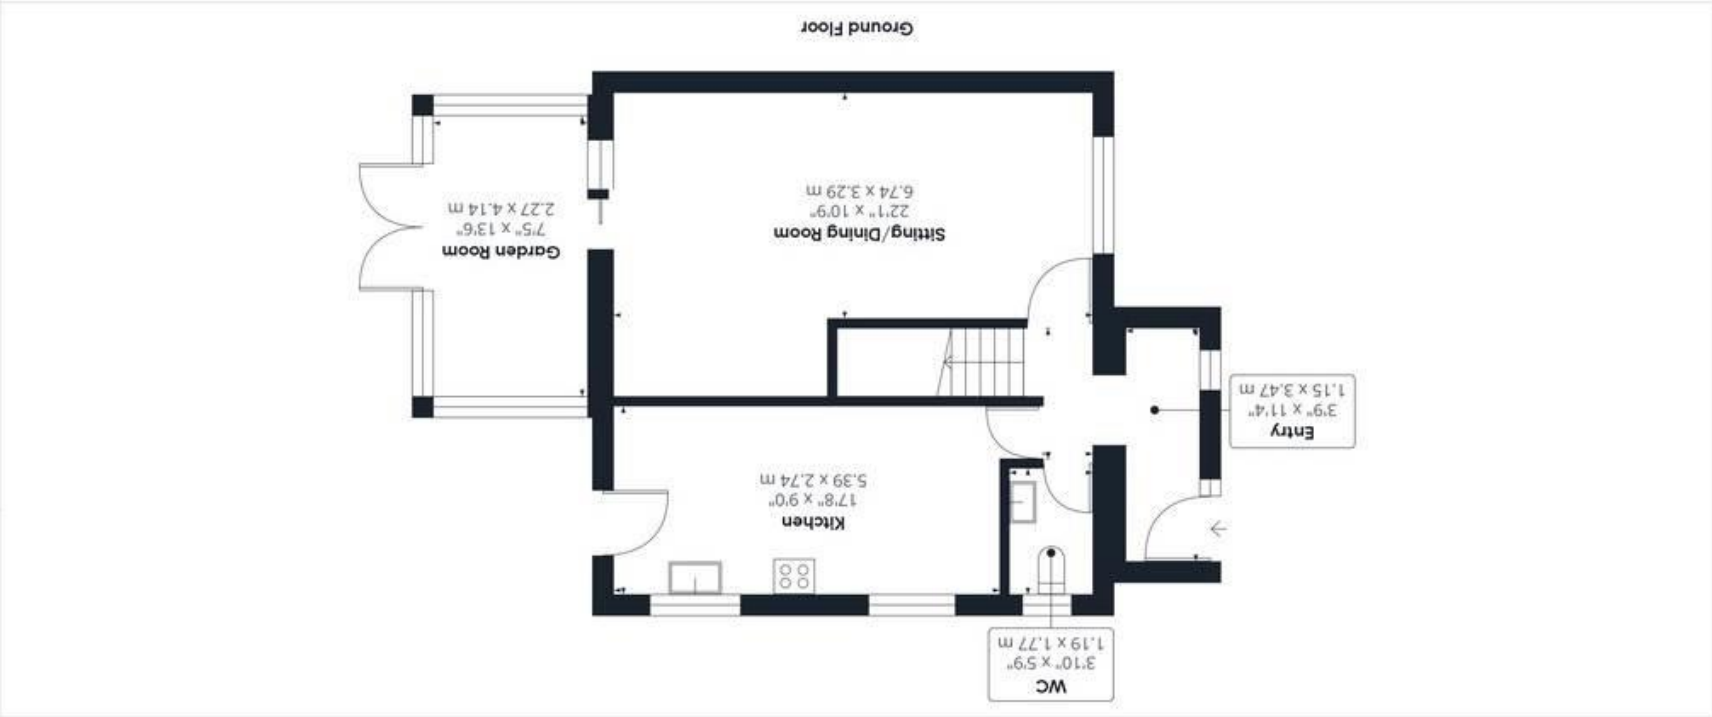 WC
3'10" x 5'9"
1.19 x 1.77 m
Kitchen
17'8" x 9'0"
5.39 x 2.74 m
Entry
3'9" x 11'4"
1.15 x 3.47 m
Garden Room
7'5" x 13'6"
2.27 x 4.14 m
Sitting/Dining Room
22'1" x 10'9"
6.74 x 3.29 m
Ground Floor